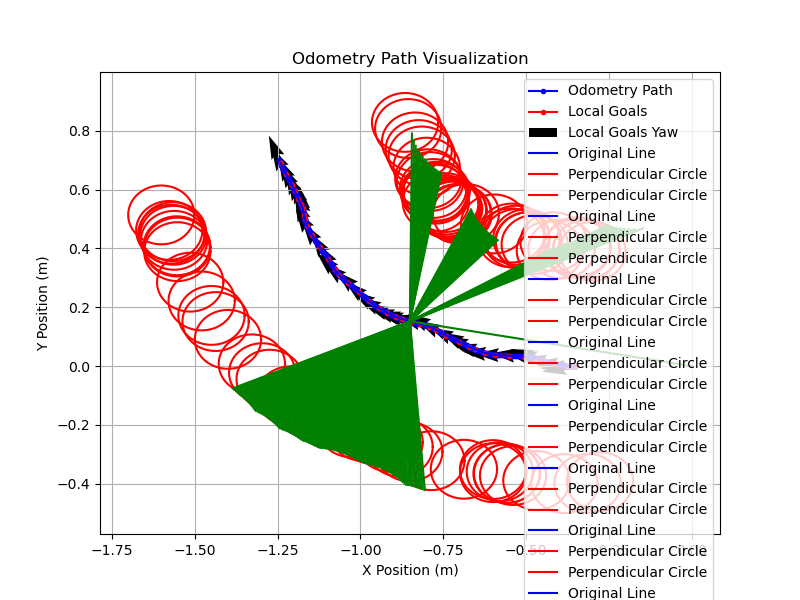 Odometry Path Visualization
Y Position (m)
0.8
0.6
0.4
0.2
0.0
−0.2
−0.4
−1.75
−1.50
−1.25
−1.00
−0.75
X Position (m)
Odometry Path
Local Goals
Local Goals Yaw
Original Line
Perpendicular Circle
Perpendicular Circle
Original Line
Perpendicular Circle
Perpendicular Circle
Original Line
Perpendicular Circle
Perpendicular Circle
Original Line
Perpendicular Circle
Perpendicular Circle
Original Line
Perpendicular Circle
Perpendicular Circle
Original Line
Perpendicular Circle
Perpendicular Circle
Original Line
Perpendicular Circle
Perpendicular Circle
Original Line